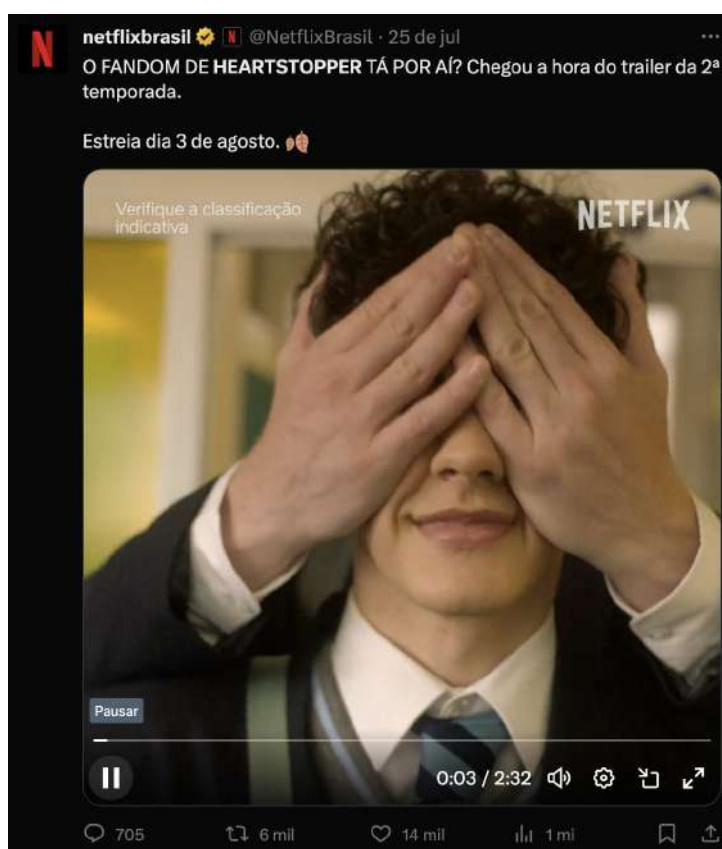 N netflixbrasil N @NetflixBrasil · 25 de jul
O FANDOM DE HEARTSTOPPER TÁ POR AÍ? Chegou a hora do trailer da 2ª
temporada.
Estreia dia 3 de agosto. 🍂
Verifique a classificação
indicativa
NETFLIX
Pausar
0:03 / 2:32
705 6 mil 14 mil 1 mi